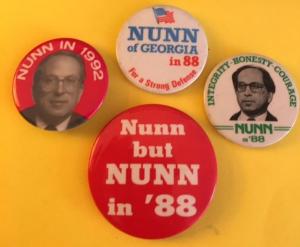 NUNN IN 1992
NUNN
of GEORGIA
in 88
For a Strong Defense
INTEGRITY·HONESTY COURAGE
NUNN
in '88
Nunn
but
NUNN
in '88